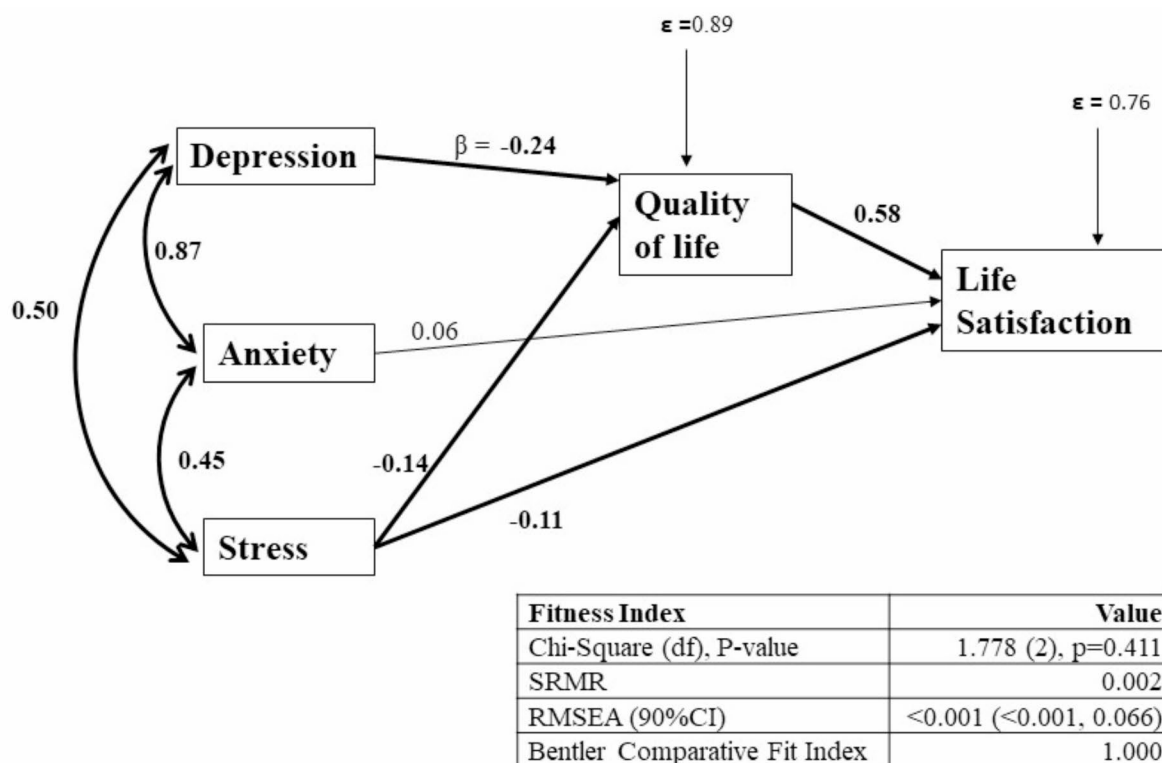 ε =0.89
ε = 0.76
Depression
β = -0.24
Quality
of life
0.58
0.87
Life
Satisfaction
0.50
Anxiety
0.06
0.45
-0.14
-0.11
Stress
Fitness Index Value
Chi-Square (df), P-value 1.778 (2), p=0.411
SRMR 0.002
RMSEA (90%CI) <0.001 (<0.001, 0.066)
Bentler Comparative Fit Index 1.000